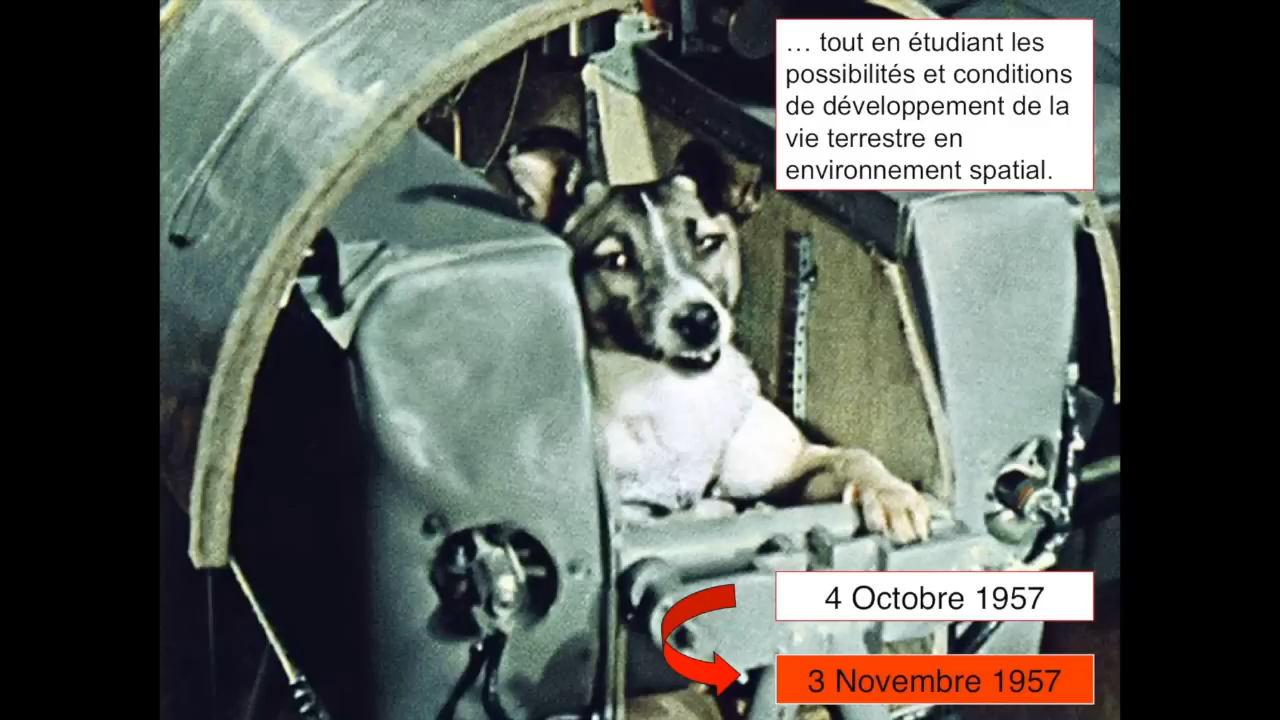 … tout en étudiant les
possibilités et conditions
de développement de la
vie terrestre en
environnement spatial.
4 Octobre 1957
3 Novembre 1957